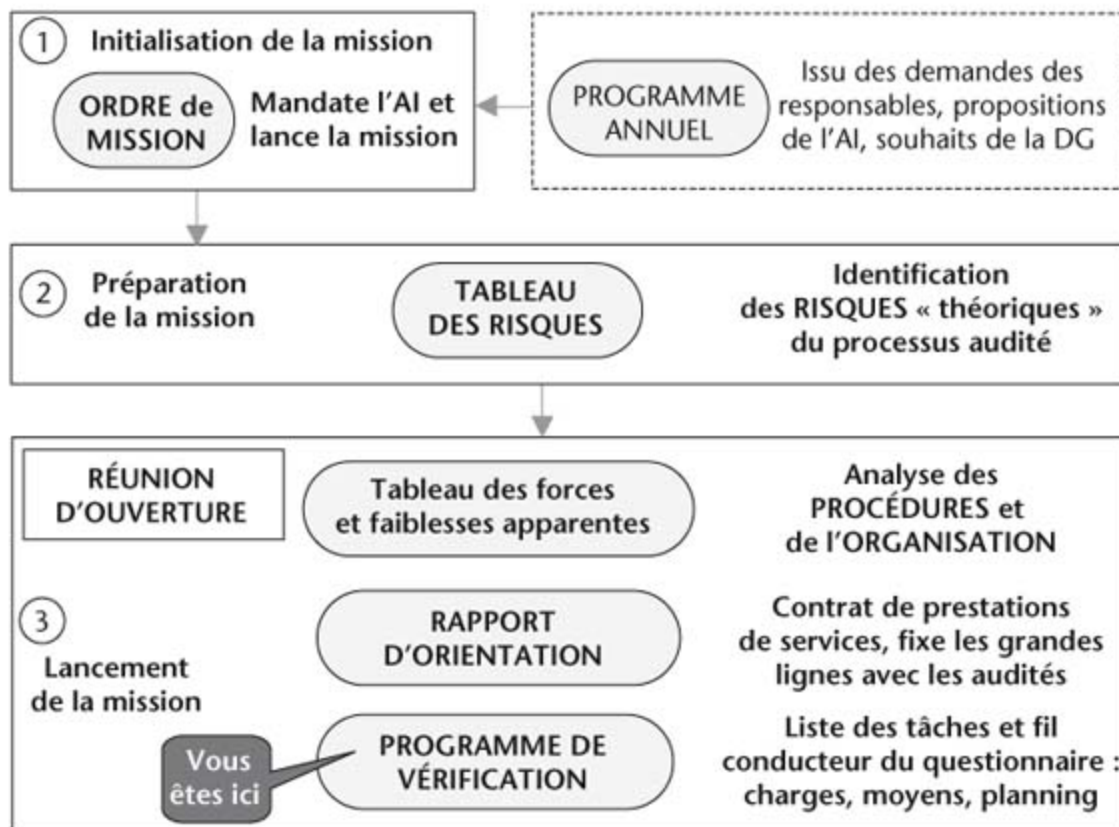 1 Initialisation de la mission
ORDRE de
MISSION
Mandate l'AI et
lance la mission
PROGRAMME
ANNUEL
Issu des demandes des
responsables, propositions
de l'AI, souhaits de la DG
2 Préparation
de la mission
TABLEAU
DES RISQUES
Identification
des RISQUES « théoriques »
du processus audité
RÉUNION
D'OUVERTURE
Tableau des forces
et faiblesses apparentes
Analyse des
PROCÉDURES et
de l'ORGANISATION
3
Lancement
de la mission
RAPPORT
D'ORIENTATION
Contrat de prestations
de services, fixe les grandes
lignes avec les audités
Vous
êtes ici
PROGRAMME DE
VÉRIFICATION
Liste des tâches et fil
conducteur du questionnaire :
charges, moyens, planning